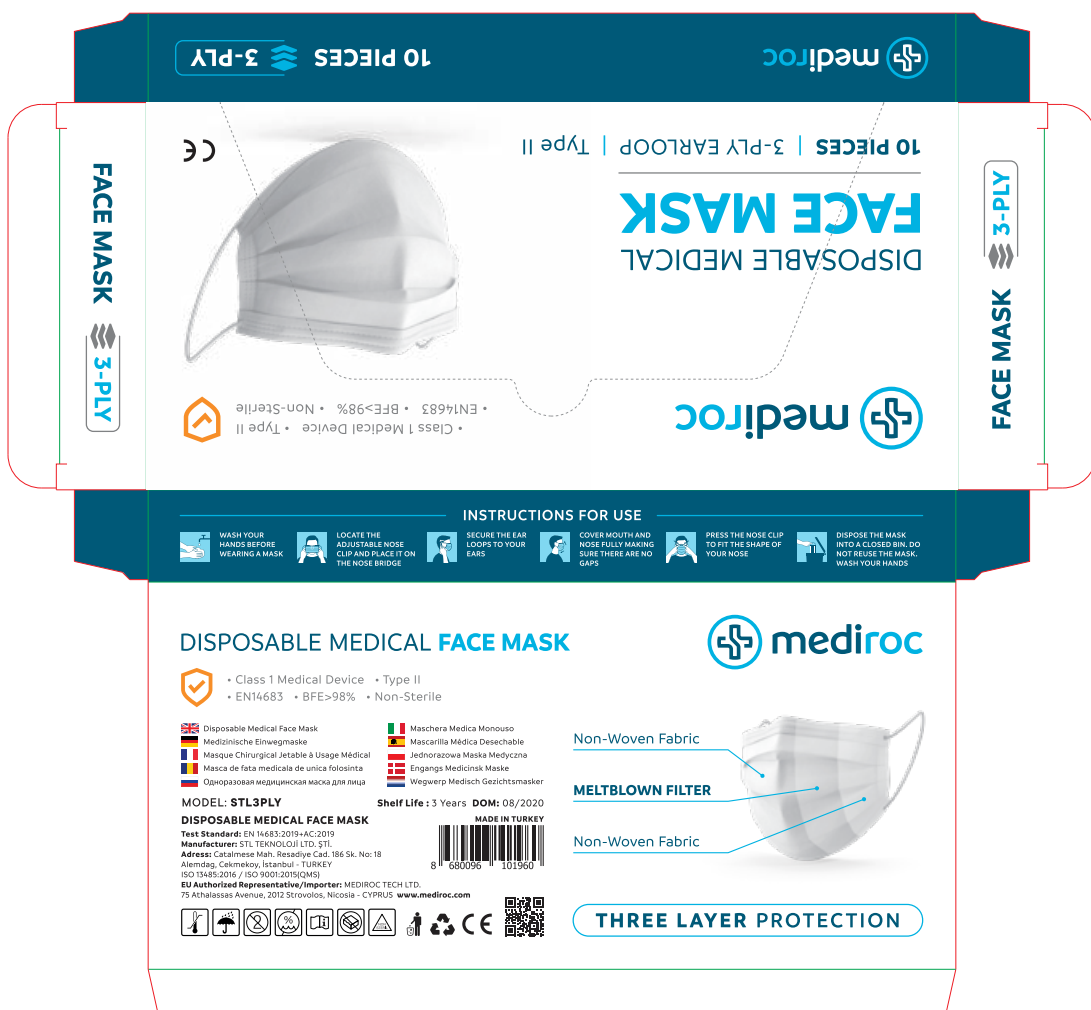 mediroc
10 PIECES
3-PLY
10 PIECES | 3-PLY EARLOOP | Type II
FACE MASK
DISPOSABLE MEDICAL
CE
mediroc
• Class 1 Medical Device • Type II
• EN14683 • BFE>98% • Non-Sterile
FACE MASK
3-PLY
FACE MASK
3-PLY
INSTRUCTIONS FOR USE
WASH YOUR
HANDS BEFORE
WEARING A MASK
LOCATE THE
ADJUSTABLE NOSE
CLIP AND PLACE IT ON
THE NOSE BRIDGE
SECURE THE EAR
LOOPS TO YOUR
EARS
COVER MOUTH AND
NOSE FULLY MAKING
SURE THERE ARE NO
GAPS
PRESS THE NOSE CLIP
TO FIT THE SHAPE OF
YOUR NOSE
DISPOSE THE MASK
INTO A CLOSED BIN. DO
NOT REUSE THE MASK.
WASH YOUR HANDS
DISPOSABLE MEDICAL FACE MASK
• Class 1 Medical Device • Type II
• EN14683 • BFE>98% • Non-Sterile
Disposable Medical Face Mask
Medizinische Einwegmaske
Masque Chirurgical Jetable à Usage Médical
Masca de fata medicala de unica folosinta
Одноразовая медицинская маска для лица
Maschera Medica Monouso
Mascarilla Médica Desechable
Jednorazowa Maska Medyczna
Engangs Medicinsk Maske
Wegwerp Medisch Gezichtsmasker
MODEL: STL3PLY
Shelf Life : 3 Years DOM: 08/2020
DISPOSABLE MEDICAL FACE MASK
MADE IN TURKEY
Test Standard: EN 14683:2019+AC:2019
Manufacturer: STL TEKNOLOJİ LTD. ŞTİ.
Adress: Catalmese Mah. Resadiye Cad. 186 Sk. No: 18
Alemdag, Cekmekoy, İstanbul - TURKEY
ISO 13485:2016 / ISO 9001:2015(QMS)
EU Authorized Representative/Importer: MEDIROC TECH LTD.
75 Athalassas Avenue, 2012 Strovolos, Nicosia - CYPRUS www.mediroc.com
8 680096 101960
%
CE
mediroc
Non-Woven Fabric
MELTBLOWN FILTER
Non-Woven Fabric
THREE LAYER PROTECTION